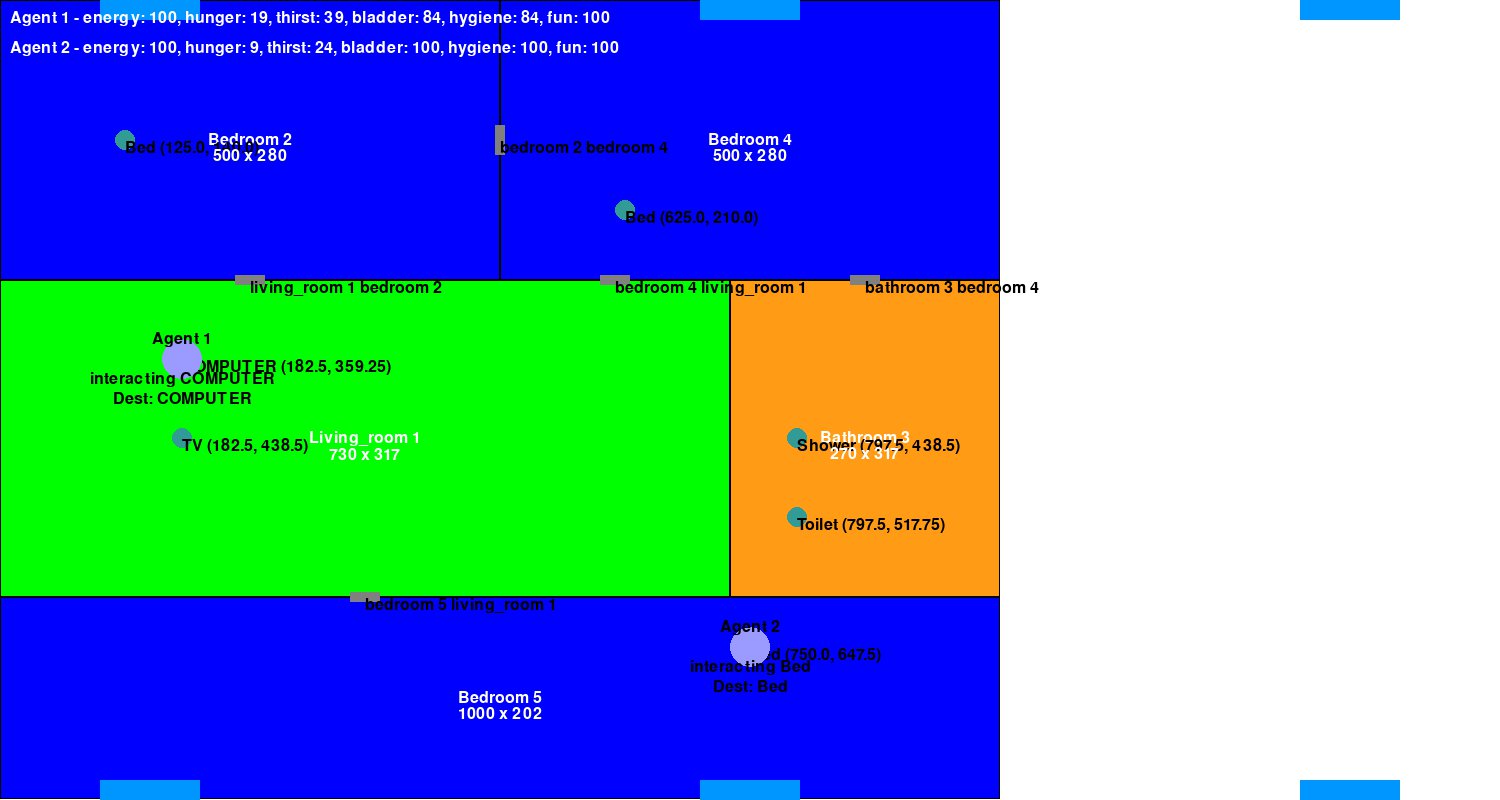 Agent 1 - energy: 100, hunger: 19, thirst: 39, bladder: 84, hygiene: 84, fun: 100
Agent 2 - energy: 100, hunger: 9, thirst: 24, bladder: 100, hygiene: 100, fun: 100
Bedroom 2
500 x 280
Bed (125.0,
bedroom 2 bedroom 4
Bedroom 4
500 x 280
Bed (625.0, 210.0)
living_room 1 bedroom 2
bedroom 4 living_room 1
bathroom 3 bedroom 4
Agent 1
OMPUTER (182.5, 359.25)
interacting COMPUTER
Dest: COMPUTER
TV (182.5, 438.5)
Living_room 1
730 x 317
Bathroom 3
Shower (797.5, 438.5)
270 x 317
Toilet (797.5, 517.75)
bedroom 5 living_room 1
Agent 2
d (750.0, 647.5)
interacting Bed
Dest: Bed
Bedroom 5
1000 x 202